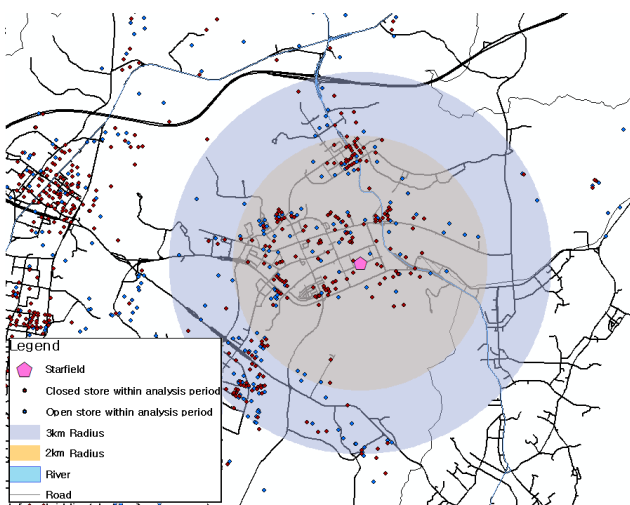 Legend
Starfield
Closed store within analysis period
Open store within analysis period
3km Radius
2km Radius
River
Road